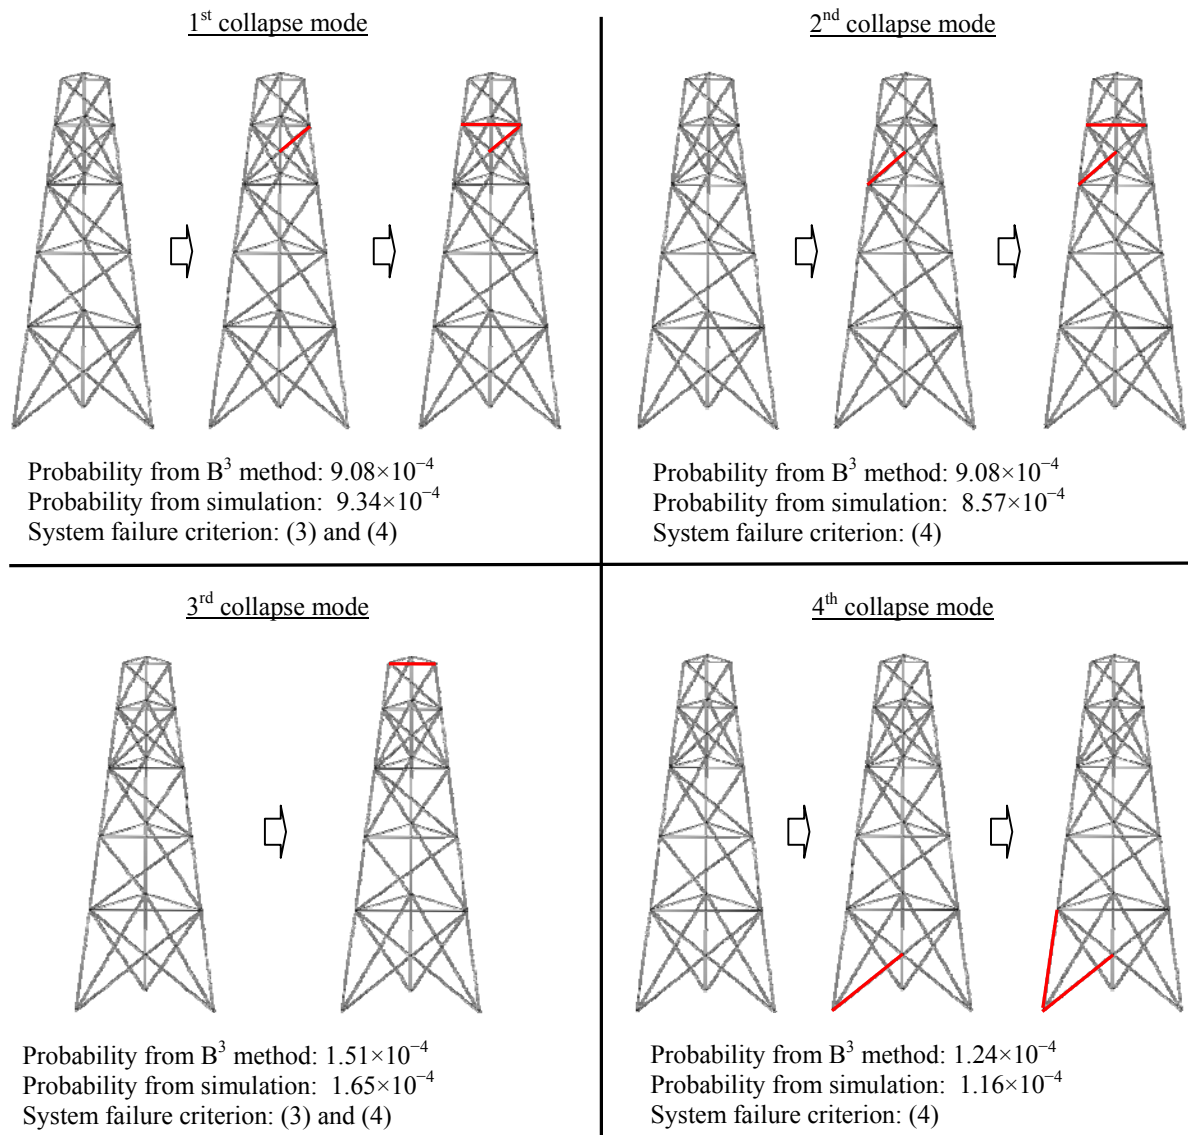 1st collapse mode
Probability from B³ method: 9.08×10⁻⁴
Probability from simulation: 9.34×10⁻⁴
System failure criterion: (3) and (4)
2nd collapse mode
Probability from B³ method: 9.08×10⁻⁴
Probability from simulation: 8.57×10⁻⁴
System failure criterion: (4)
3rd collapse mode
Probability from B³ method: 1.51×10⁻⁴
Probability from simulation: 1.65×10⁻⁴
System failure criterion: (3) and (4)
4th collapse mode
Probability from B³ method: 1.24×10⁻⁴
Probability from simulation: 1.16×10⁻⁴
System failure criterion: (4)